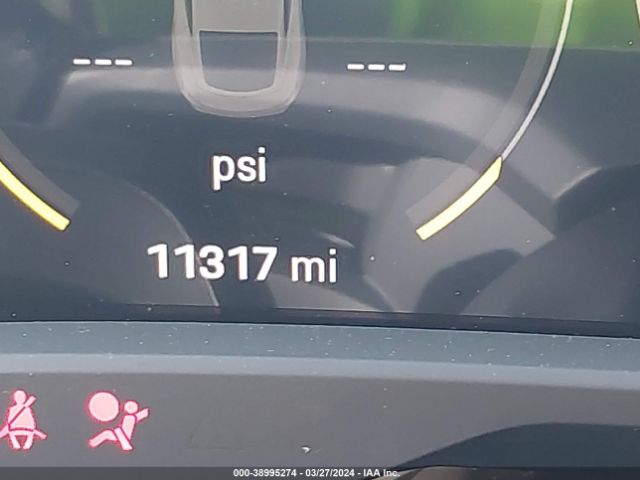 --- ---
psi
11317 mi
000-38995274 - 03/27/2024 - IAA Inc.